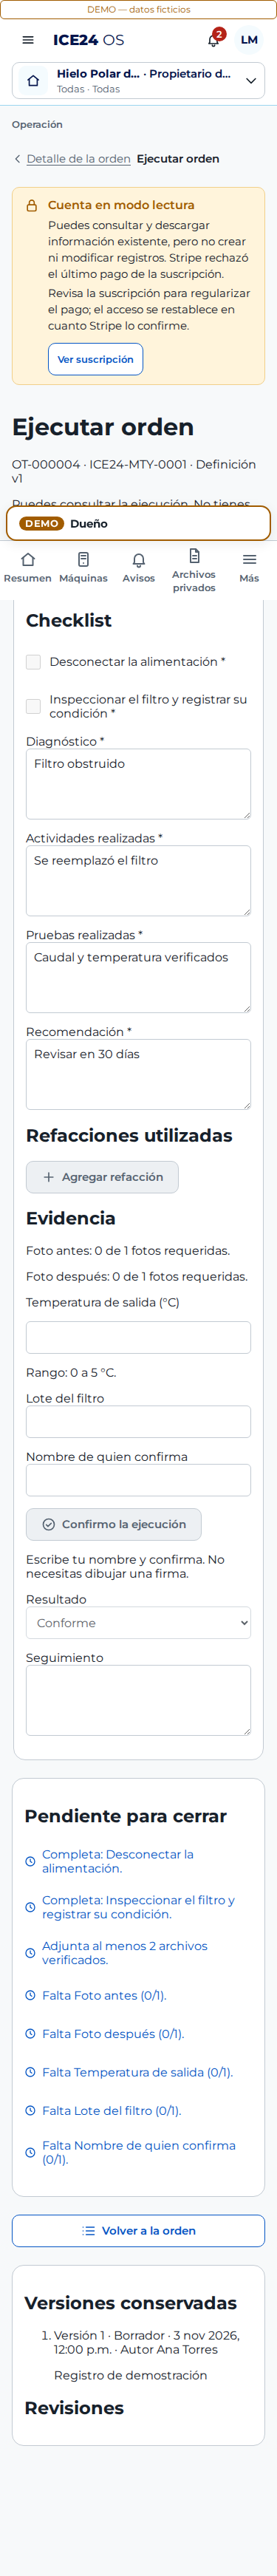 DEMO — datos ficticios
ICE24 OS
2
LM
Hielo Polar d... · Propietario d...
Todas · Todas
Operación
Detalle de la orden Ejecutar orden
Cuenta en modo lectura
Puedes consultar y descargar
información existente, pero no crear
ni modificar registros. Stripe rechazó
el último pago de la suscripción.
Revisa la suscripción para regularizar
el pago; el acceso se restablece en
cuanto Stripe lo confirme.
Ver suscripción
Ejecutar orden
OT-000004 · ICE24-MTY-0001 · Definición
v1
Puedes consultar la ejecución. No tienes
DEMO Dueño
Resumen
Máquinas
Avisos
Archivos
privados
Más
Checklist
Desconectar la alimentación *
Inspeccionar el filtro y registrar su
condición *
Diagnóstico *
Filtro obstruido
Actividades realizadas *
Se reemplazó el filtro
Pruebas realizadas *
Caudal y temperatura verificados
Recomendación *
Revisar en 30 días
Refacciones utilizadas
Agregar refacción
Evidencia
Foto antes: 0 de 1 fotos requeridas.
Foto después: 0 de 1 fotos requeridas.
Temperatura de salida (°C)
Rango: 0 a 5 °C.
Lote del filtro
Nombre de quien confirma
Confirmo la ejecución
Escribe tu nombre y confirma. No
necesitas dibujar una firma.
Resultado
Conforme
Seguimiento
Pendiente para cerrar
Completa: Desconectar la
alimentación.
Completa: Inspeccionar el filtro y
registrar su condición.
Adjunta al menos 2 archivos
verificados.
Falta Foto antes (0/1).
Falta Foto después (0/1).
Falta Temperatura de salida (0/1).
Falta Lote del filtro (0/1).
Falta Nombre de quien confirma
(0/1).
Volver a la orden
Versiones conservadas
1. Versión 1 · Borrador · 3 nov 2026,
12:00 p.m. · Autor Ana Torres
Registro de demostración
Revisiones